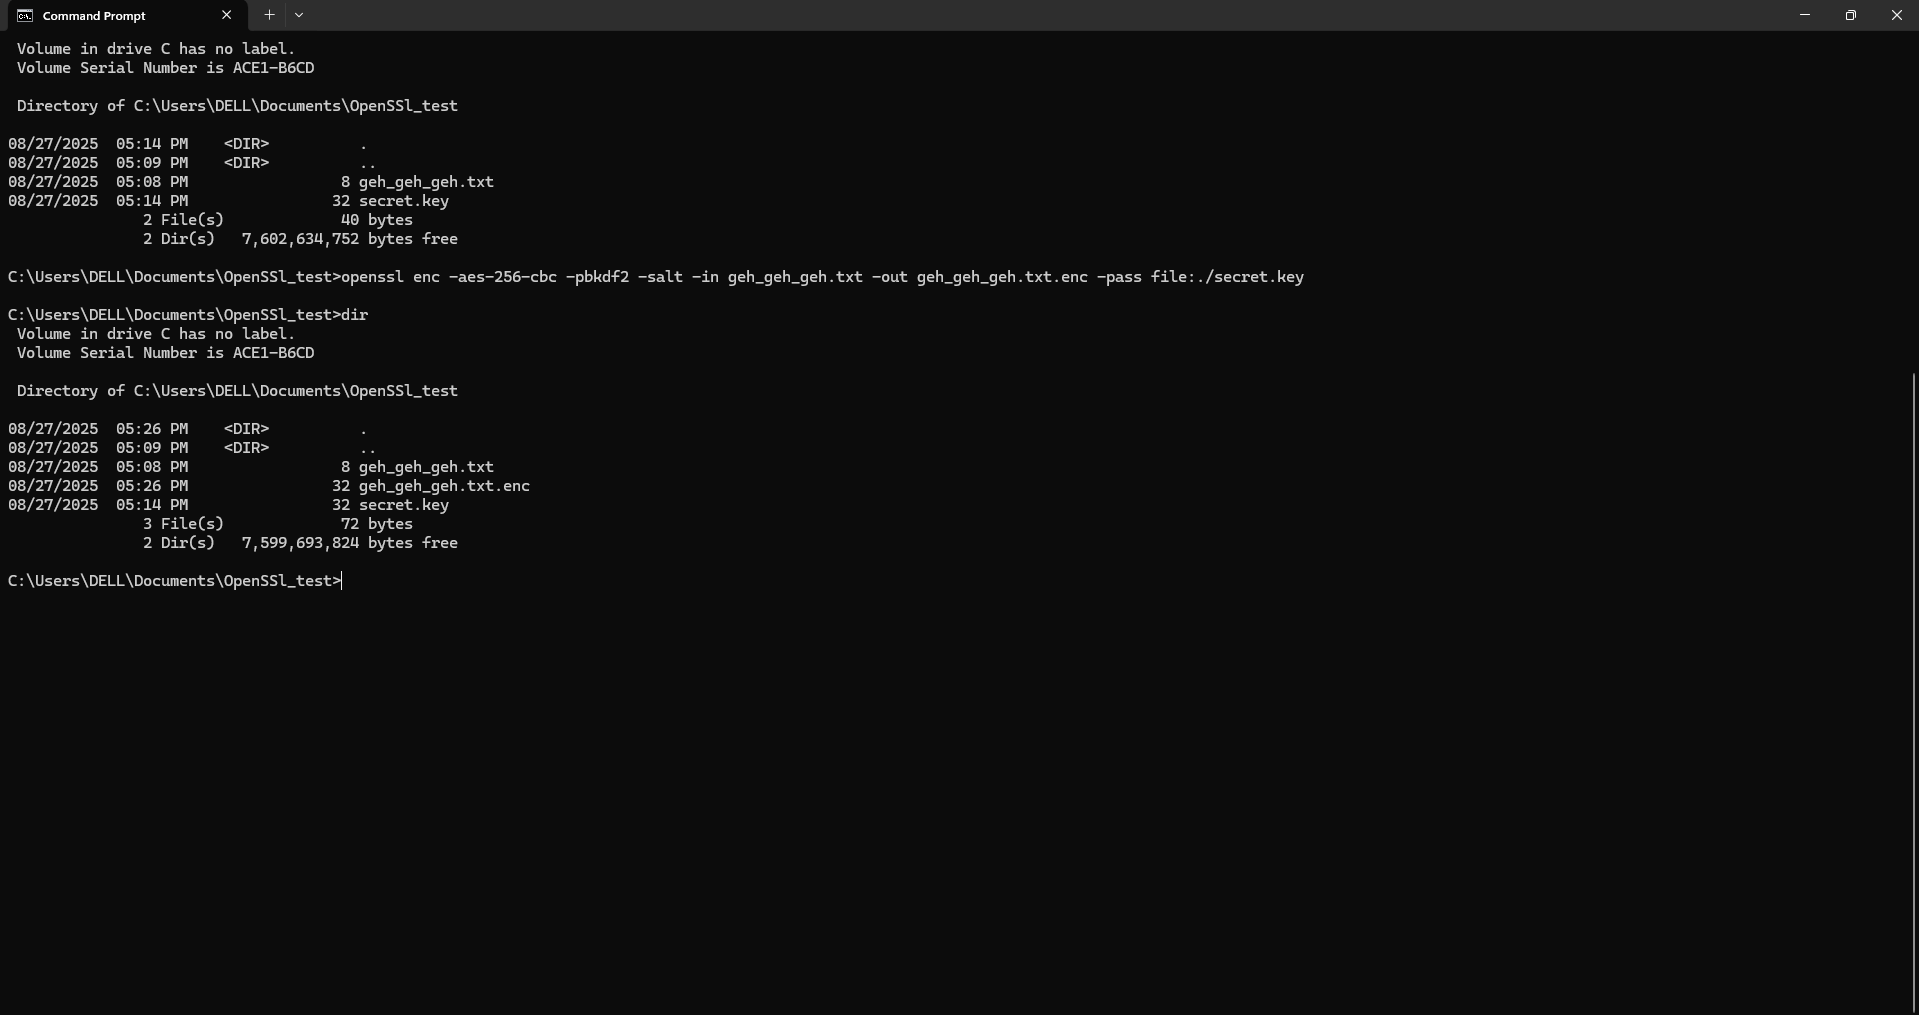 Command Prompt
Volume in drive C has no label.
Volume Serial Number is ACE1-B6CD
Directory of C:\Users\DELL\Documents\OpenSSl_test
08/27/2025  05:14 PM    <DIR>          .
08/27/2025  05:09 PM    <DIR>          ..
08/27/2025  05:08 PM                 8 geh_geh_geh.txt
08/27/2025  05:14 PM                32 secret.key
2 File(s)             40 bytes
2 Dir(s)   7,602,634,752 bytes free
C:\Users\DELL\Documents\OpenSSl_test>openssl enc -aes-256-cbc -pbkdf2 -salt -in geh_geh_geh.txt -out geh_geh_geh.txt.enc -pass file:./secret.key
C:\Users\DELL\Documents\OpenSSl_test>dir
Volume in drive C has no label.
Volume Serial Number is ACE1-B6CD
Directory of C:\Users\DELL\Documents\OpenSSl_test
08/27/2025  05:26 PM    <DIR>          .
08/27/2025  05:09 PM    <DIR>          ..
08/27/2025  05:08 PM                 8 geh_geh_geh.txt
08/27/2025  05:26 PM                32 geh_geh_geh.txt.enc
08/27/2025  05:14 PM                32 secret.key
3 File(s)             72 bytes
2 Dir(s)   7,599,693,824 bytes free
C:\Users\DELL\Documents\OpenSSl_test>